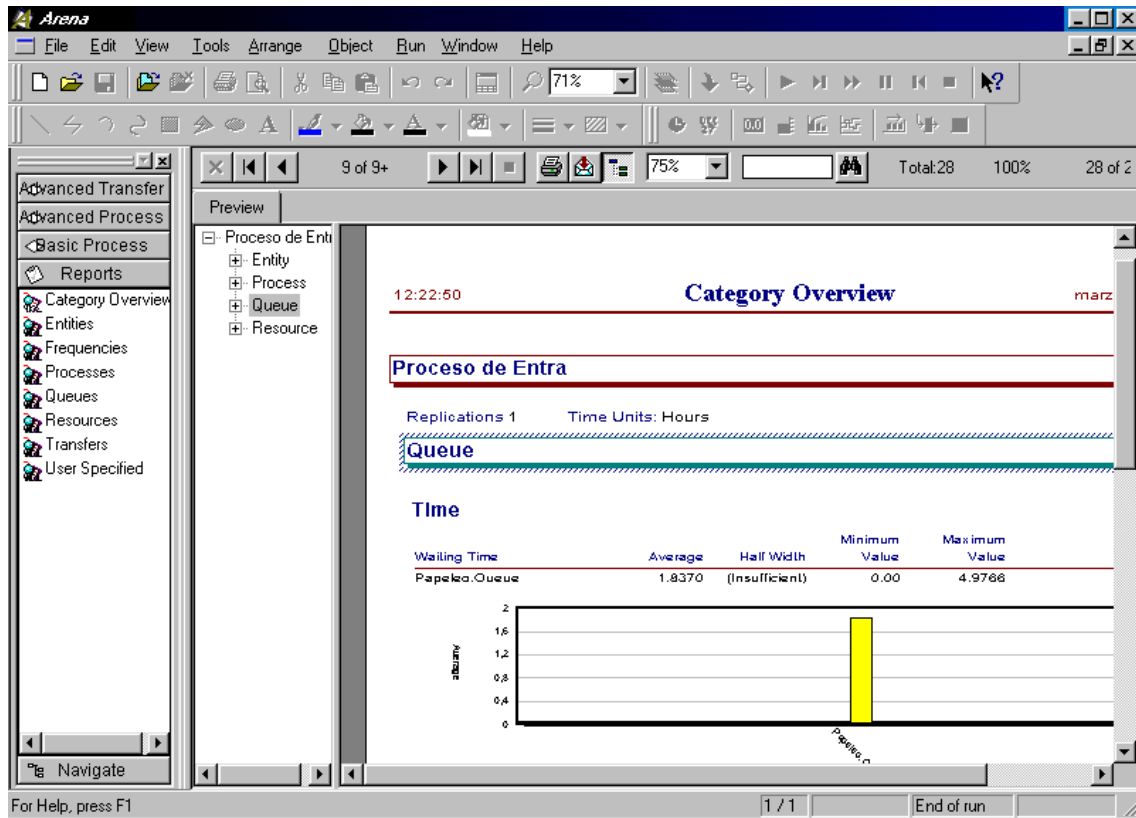 Arena
File Edit View Tools Arrange Object Run Window Help
71%
9 of 9+ 75% Total:28 100% 28 of 2
Preview
Advanced Transfer
Advanced Process
Basic Process
Reports
Category Overview
Entities
Frequencies
Processes
Queues
Resources
Transfers
User Specified
Navigate
Proceso de Entr
Entity
Process
Queue
Resource
12:22:50 Category Overview marz
Proceso de Entra
Replications 1 Time Units: Hours
Queue
Time
Waiting Time Average Half Width Minimum Value Maximum Value
Papeleo.Queue 1.8370 (Insufficient) 0.00 4.9766
2
1,6
1,2
0,8
0,4
0
Papeleo.Q
For Help, press F1 1 / 1 End of run